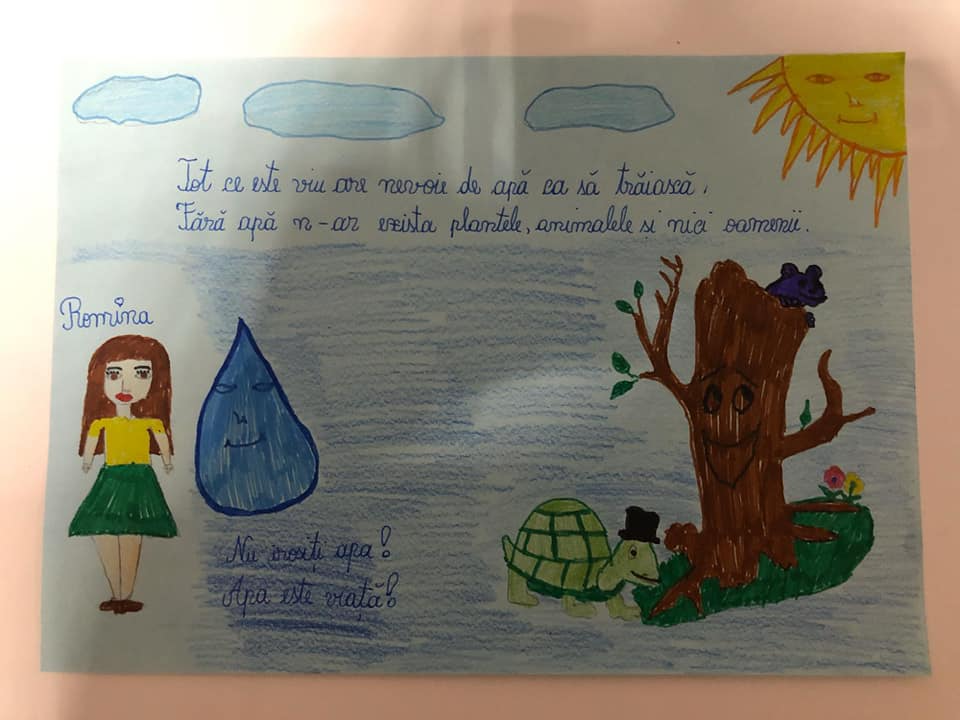 Tot ce este viu are nevoie de apă ca să trăiască.
Fără apă n-ar exista plantele, animalele și nici oamenii.
Romina
Nu irosiți apa!
Apa este viață!